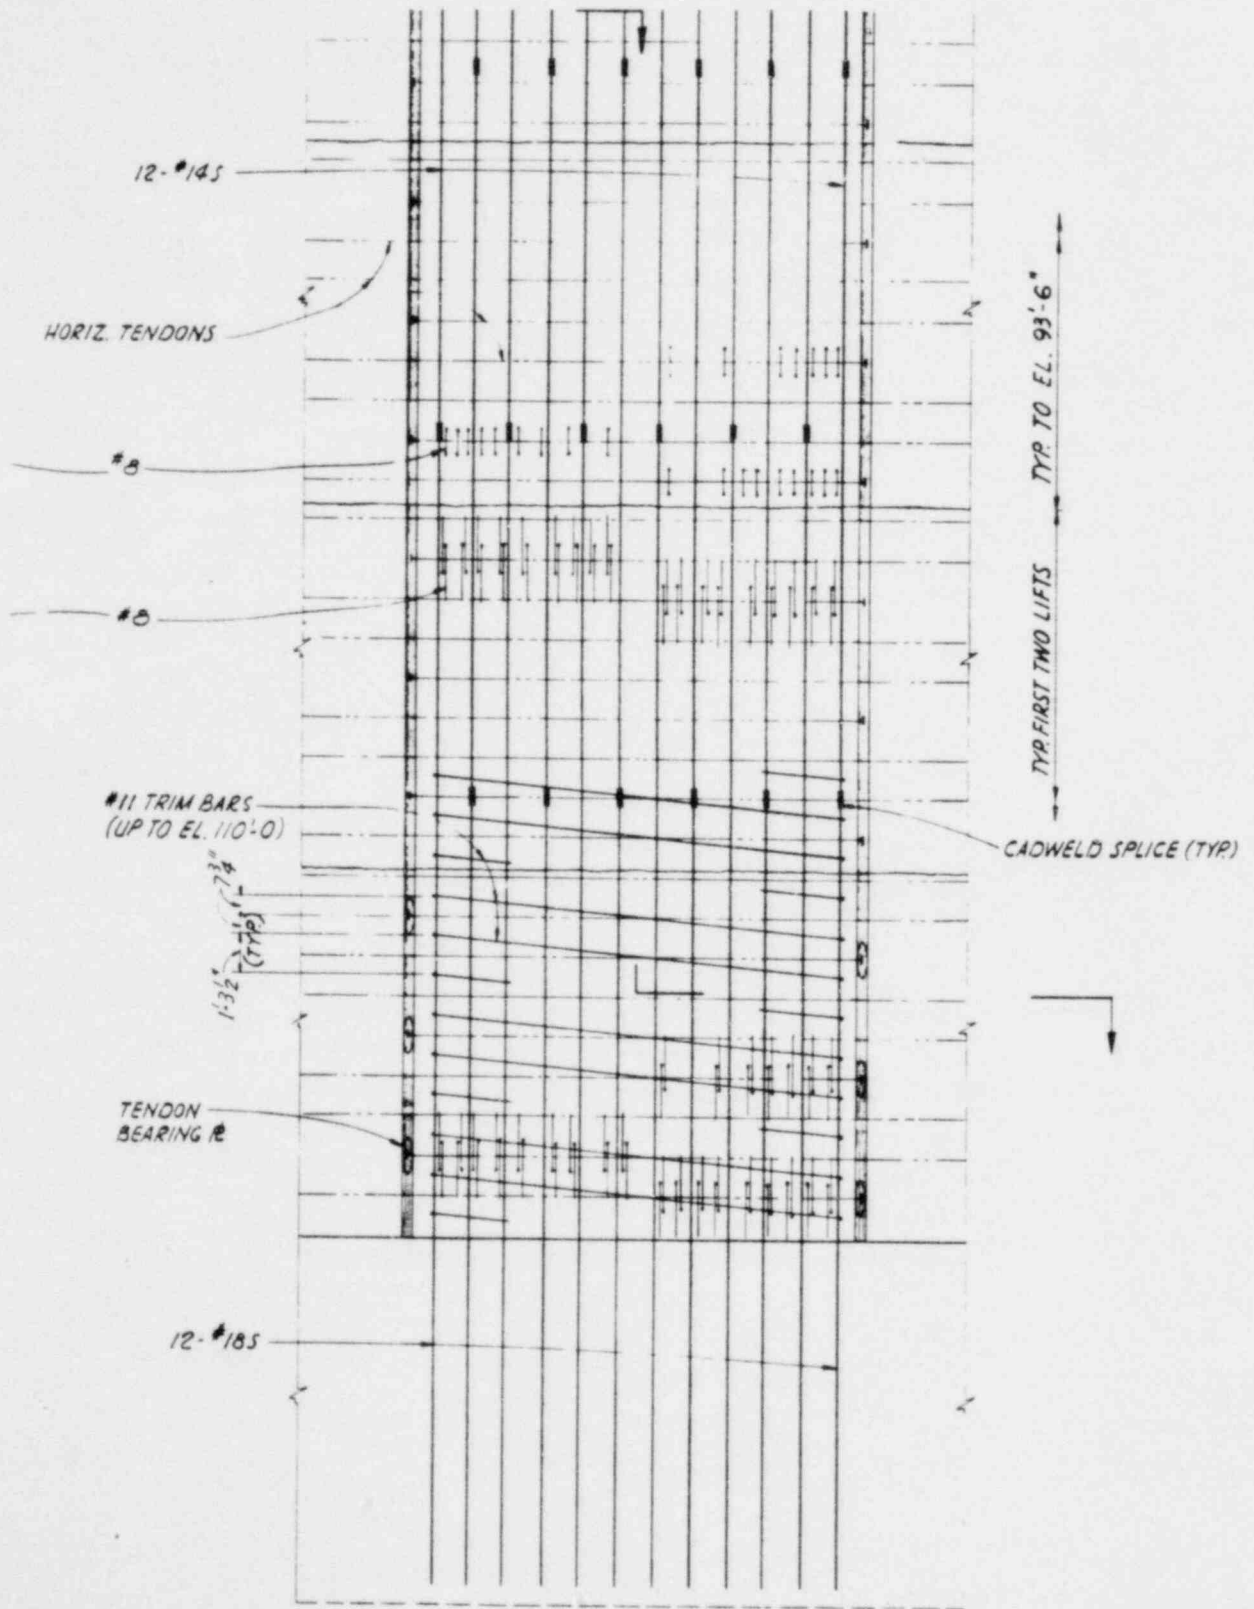 12-#14S
HORIZ. TENDONS
TYP. TO EL. 93'-6"
#8
#8
TYP. FIRST TWO LIFTS
#11 TRIM BARS
(UP TO EL. 110'-0)
CADWELD SPLICE (TYP.)
(TYP)
TENDON
BEARING ℄
12-#18S